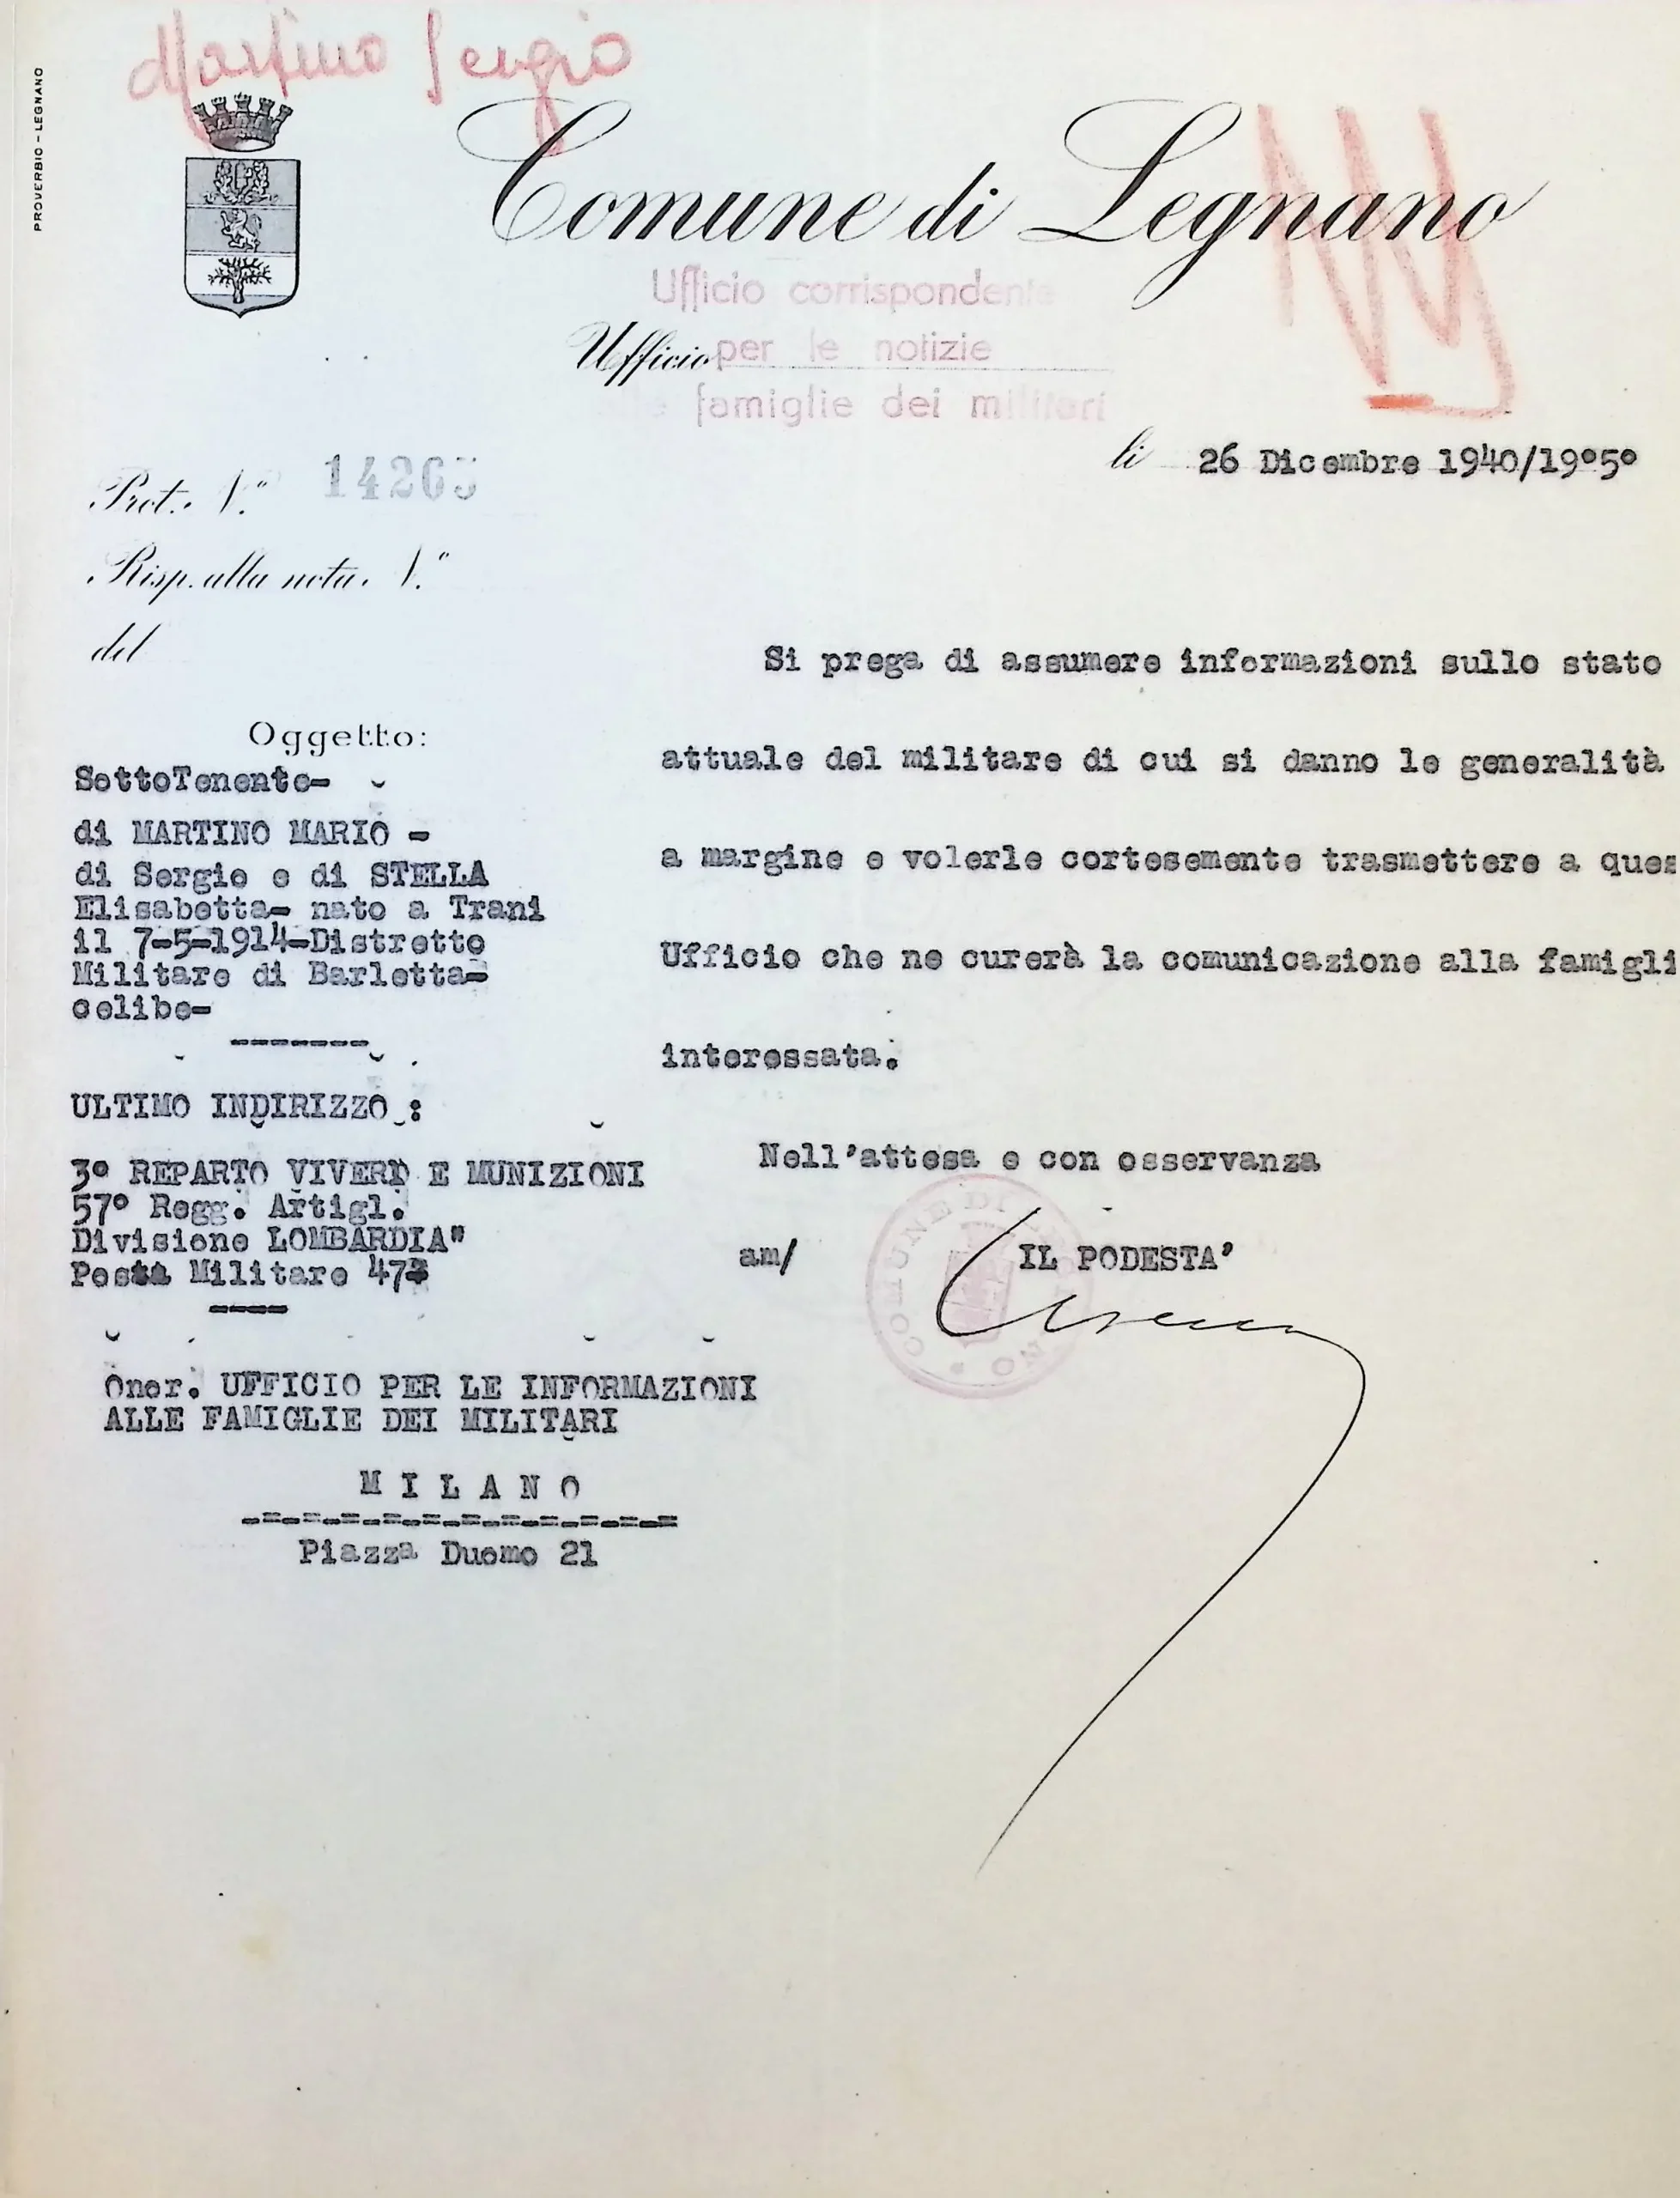 Martino Sergio
PROVERBIO - LEGNANO
Comune di Legnano
Ufficio corrispondente
per le notizie
Ufficio
famiglie dei militari
li 26 Dicembre 1940/19°5°
Prot. N.°
Risp. alla nota N.°
del
Oggetto:
SottoTenente-
di MARTINO MARIO -
di Sergio e di STELLA
Elisabetta- nato a Trani
il 7-5-1914-Distretto
Militare di Barletta-
celibe-
--------
ULTIMO INDIRIZZO :
3° REPARTO VIVERI E MUNIZIONI
57° Regg. Artigl.
Divisione LOMBARDIA"
Posta Militare
Oner. UFFICIO PER LE INFORMAZIONI
ALLE FAMIGLIE DEI MILITARI
M I L A N O
-=-=-=-=-=-=-=-=-=-=-=
Piazza Duomo 21
Si prega di assumere informazioni sullo stato
attuale del militare di cui si danno le generalità
a margine e volerle cortesemente trasmettere a ques
Ufficio che ne curerà la comunicazione alla famigli
interessata.
Nell'attesa e con osservanza
am/
IL PODESTA'
COMUNE DI LEGNANO